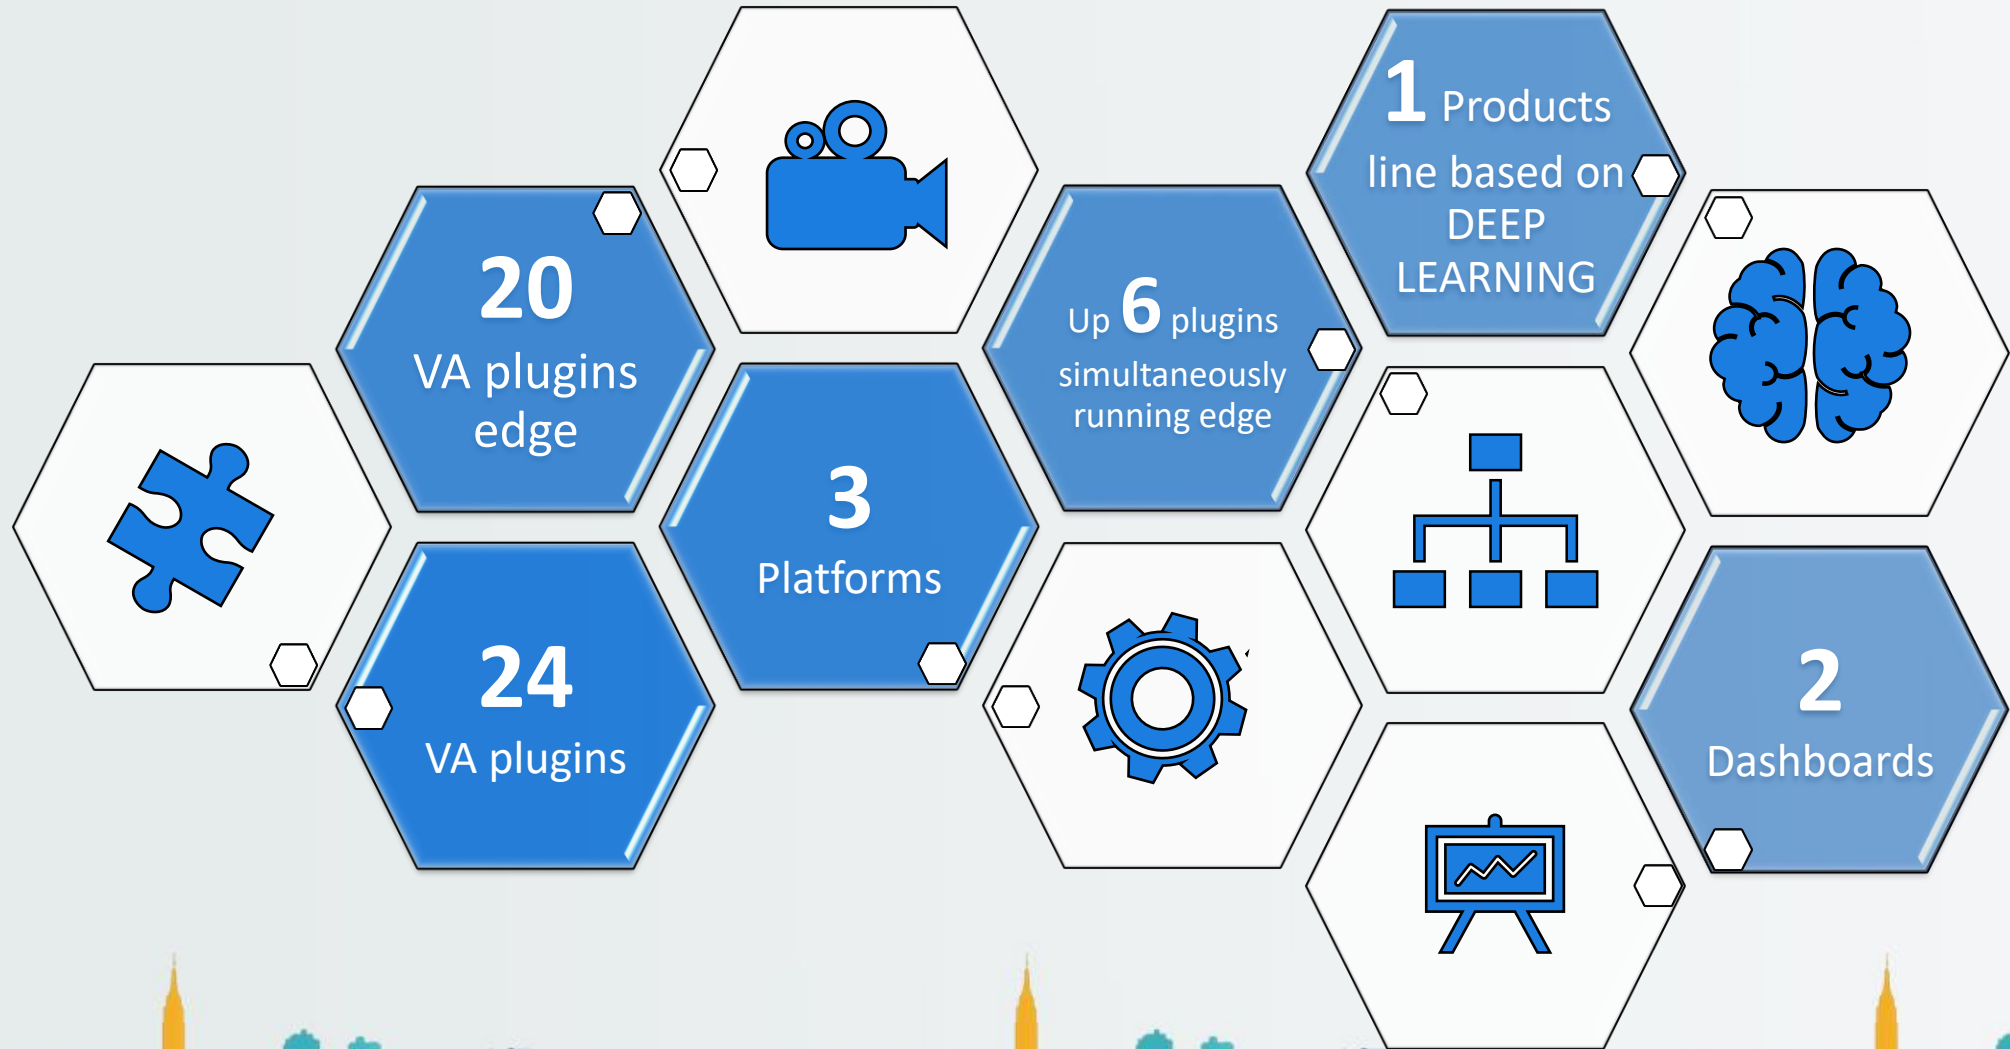 1 Products
line based on
DEEP
LEARNING
20
VA plugins
edge
Up 6 plugins
simultaneously
running edge
3
Platforms
24
VA plugins
2
Dashboards